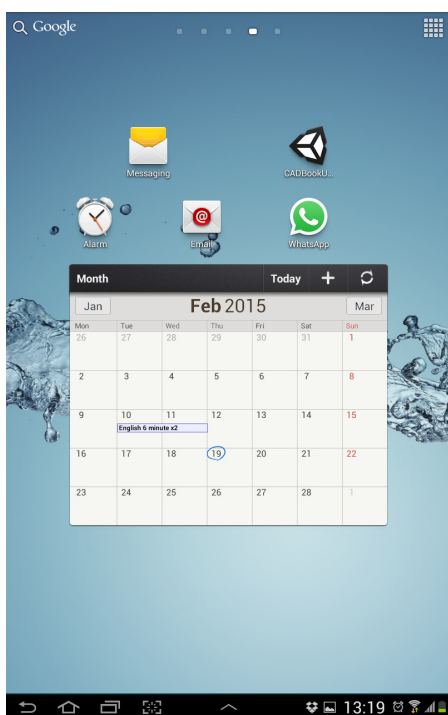 Google
Messaging
CADBookU...
Alarm
Email
WhatsApp
Month Today +
Jan Feb 2015 Mar
Mon Tue Wed Thu Fri Sat Sun
26 27 28 29 30 31 1
2 3 4 5 6 7 8
9 10 11 12 13 14 15
English 6 minute x2
16 17 18 19 20 21 22
23 24 25 26 27 28 1
13:19